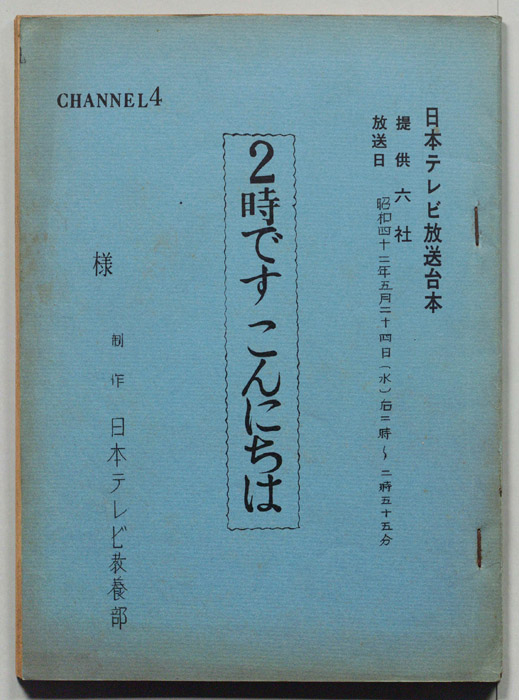 日本テレビ放送台本
提供六社
放送日 昭和四十二年五月二十四日（水）后二時〜二時五十五分
2時です こんにちは
CHANNEL4
様
制作 日本テレビ教養部